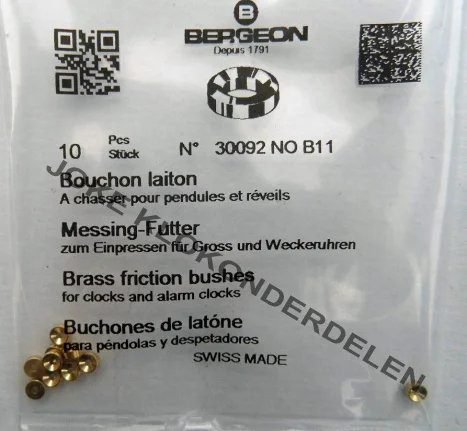 B
BERGEON
Depuis 1791
10 Pcs Stück N° 30092 NO B11
Bouchon laiton
A chasser pour pendules et réveils
Messing-Futter
zum Einpressen für Gross und Weckeruhren
Brass friction bushes
for clocks and alarm clocks
Buchones de latóne
para péndolas y despetadores
SWISS MADE
JOKE KLOKONDERDELEN